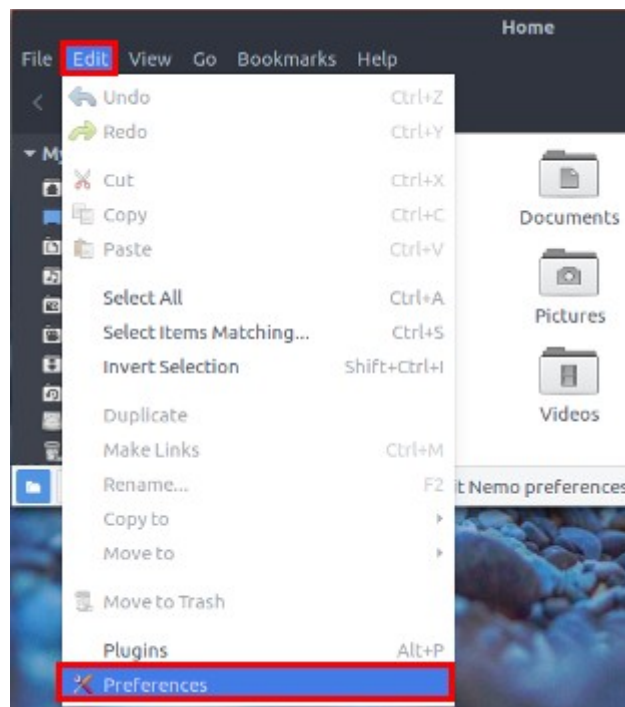 Home
File Edit View Go Bookmarks Help
Undo Ctrl+Z
Redo Ctrl+Y
Cut Ctrl+X
Copy Ctrl+C
Paste Ctrl+V
Select All Ctrl+A
Select Items Matching... Ctrl+S
Invert Selection Shift+Ctrl+I
Duplicate
Make Links Ctrl+M
Rename... F2
Copy to
Move to
Move to Trash
Plugins Alt+P
Preferences
Documents
Pictures
Videos
Nemo preferences